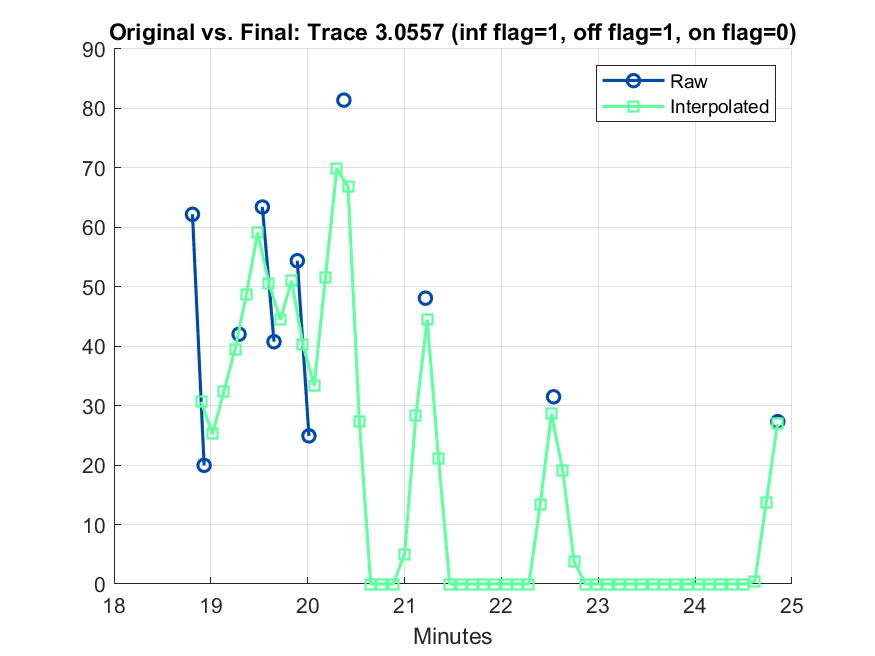 Original vs. Final: Trace 3.0557 (inf flag=1, off flag=1, on flag=0)
90
80
70
60
50
40
30
20
10
0
Raw
Interpolated
18 19 20 21 22 23 24 25
Minutes